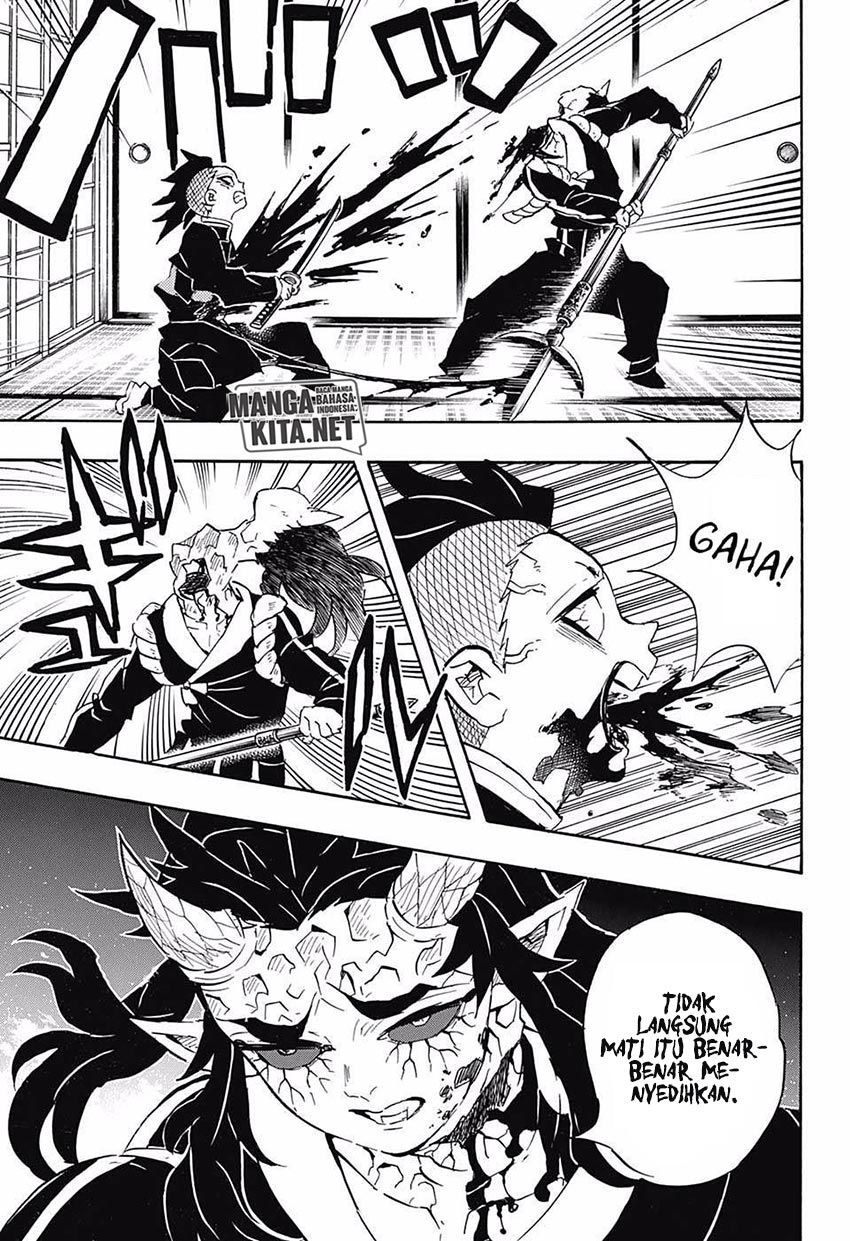 MANGA
KITA.NET
BACA MANGA
BAHASA
INDONESIA
GAHA!
TIDAK
LANGSUNG
MATI ITU BENAR-
BENAR ME-
NYEDIHKAN.